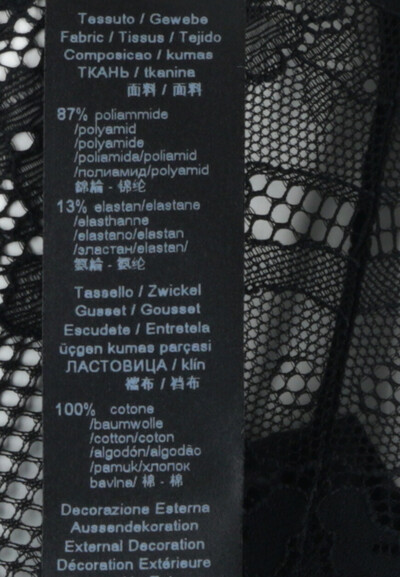 Tessuto / Gewebe
Fabric / Tissus / Tejido
Composicao / kumas
ТКАНЬ / tkanina
面料 / 面料
87% poliammide
/polyamid
/polyamide
/poliamida/poliamid
/полиамид/polyamid
錦綸 - 锦纶
13% elastan/elastane
/elasthanne
/elastano/elastan
/эластан/elastan/
氨綸 - 氨纶
Tassello / Zwickel
Gusset / Gousset
Escudete / Entretela
üçgen kumas parçasi
ЛАСТОВИЦА / klín
襠布 / 裆布
100% cotone
/baumwolle
/cotton/coton
/algodón/algodão
/pamuk/хлопок
bavlna/ 棉 - 棉
Decorazione Esterna
Aussendekoration
External Decoration
Décoration Extérieure